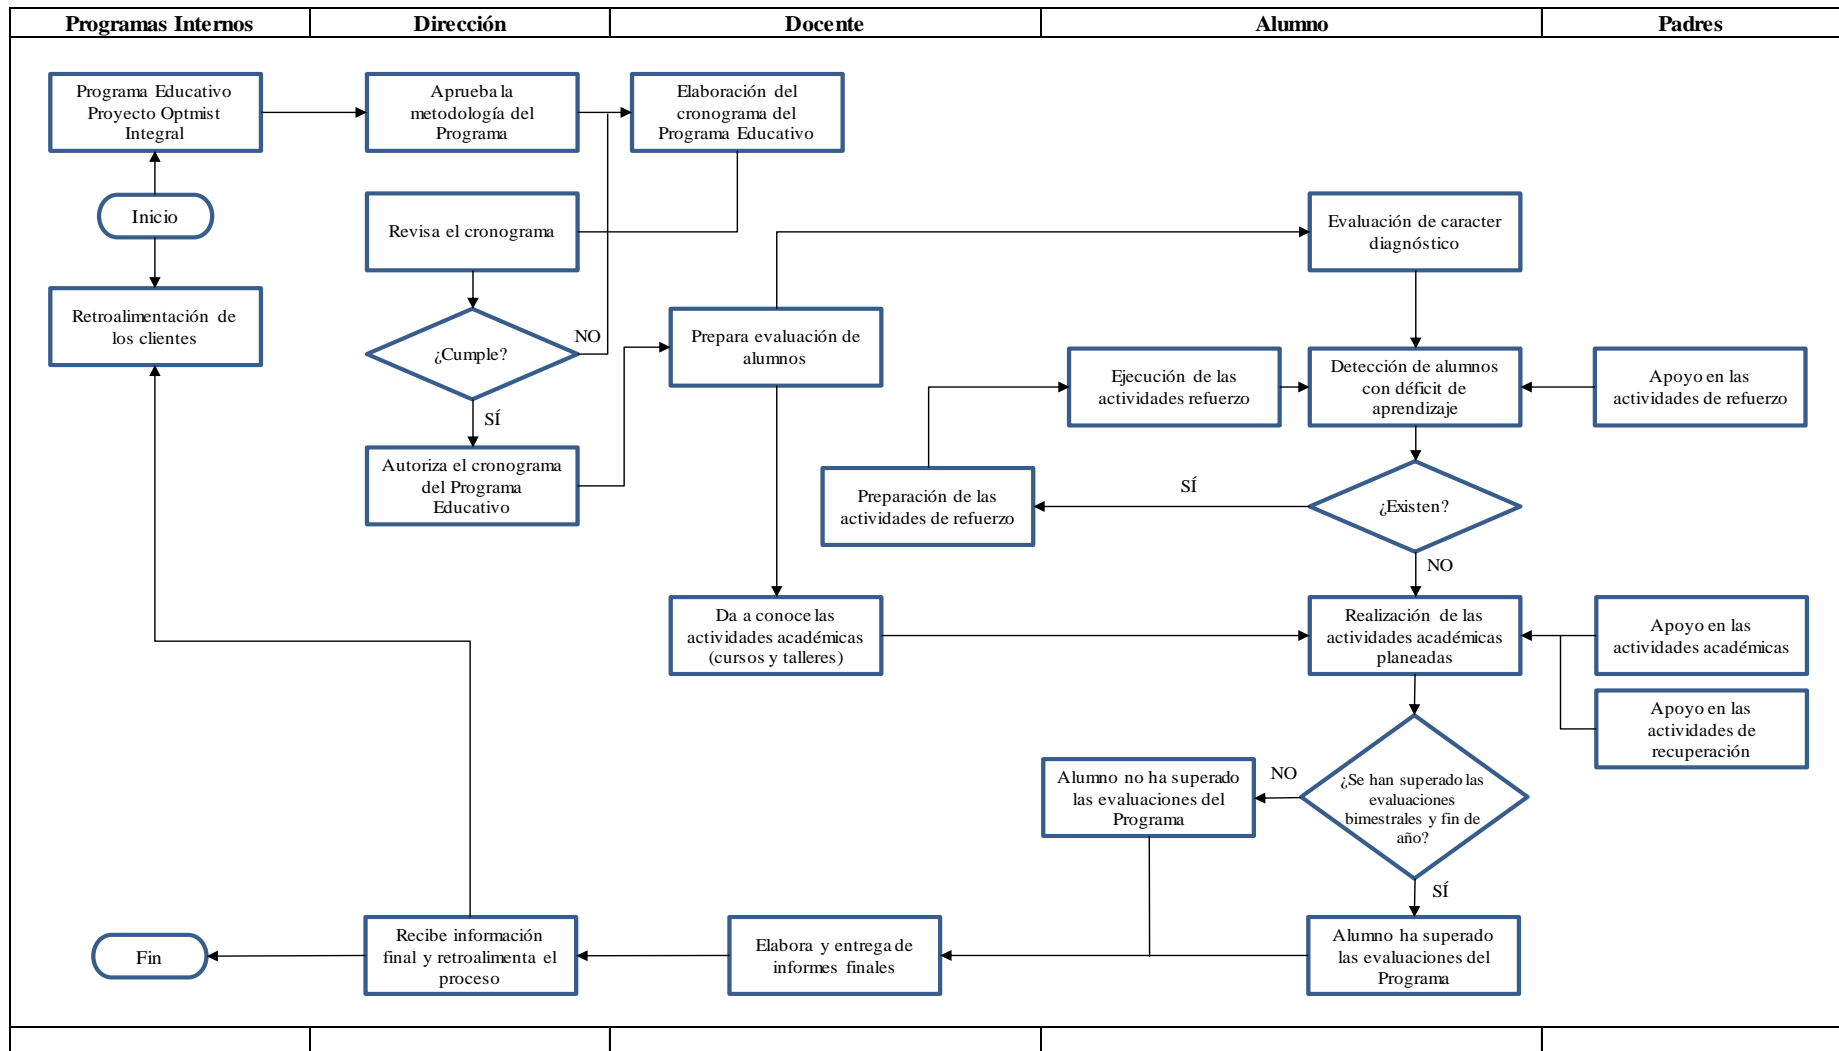 Programas Internos
Dirección
Docente
Alumno
Padres
Programa Educativo
Proyecto Optmist
Integral
Aprueba la
metodología del
Programa
Elaboración del
cronograma del
Programa Educativo
Inicio
Revisa el cronograma
Evaluación de caracter
diagnóstico
Retroalimentación de
los clientes
¿Cumple?
NO
SÍ
Prepara evaluación de
alumnos
Ejecución de las
actividades refuerzo
Detección de alumnos
con déficit de
aprendizaje
Apoyo en las
actividades de refuerzo
Autoriza el cronograma
del Programa
Educativo
Preparación de las
actividades de refuerzo
SÍ
¿Existen?
NO
Da a conoce las
actividades académicas
(cursos y talleres)
Realización de las
actividades académicas
planeadas
Apoyo en las
actividades académicas
Apoyo en las
actividades de
recuperación
Alumno no ha superado
las evaluaciones del
Programa
NO
¿Se han superado las
evaluaciones
bimestrales y fin de
año?
SÍ
Fin
Recibe información
final y retroalimenta el
proceso
Elabora y entrega de
informes finales
Alumno ha superado
las evaluaciones del
Programa